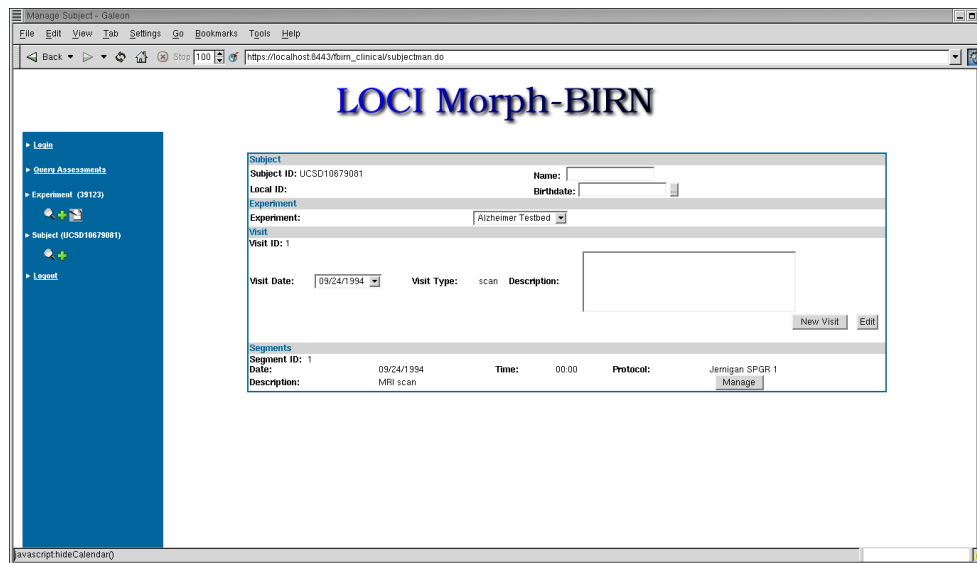 Manage Subject - Galeon
File Edit View Tab Settings Go Bookmarks Tools Help
Back Stop 100 https://localhost:8443/fbirn_clinical/subjectman.do
LOCI Morph-BIRN
Login
Query Assessments
Experiment (39123)
Subject (UCSD10679081)
Logout
Subject
Subject ID: UCSD10679081 Name:
Local ID: Birthdate:
Experiment
Experiment: Alzheimer Testbed
Visit
Visit ID: 1
Visit Date: 09/24/1994 Visit Type: scan Description:
New Visit Edit
Segments
Segment ID: 1
Date: 09/24/1994 Time: 00:00 Protocol: Jernigan SPGR 1
Description: MRI scan Manage
javascript:hideCalendar()